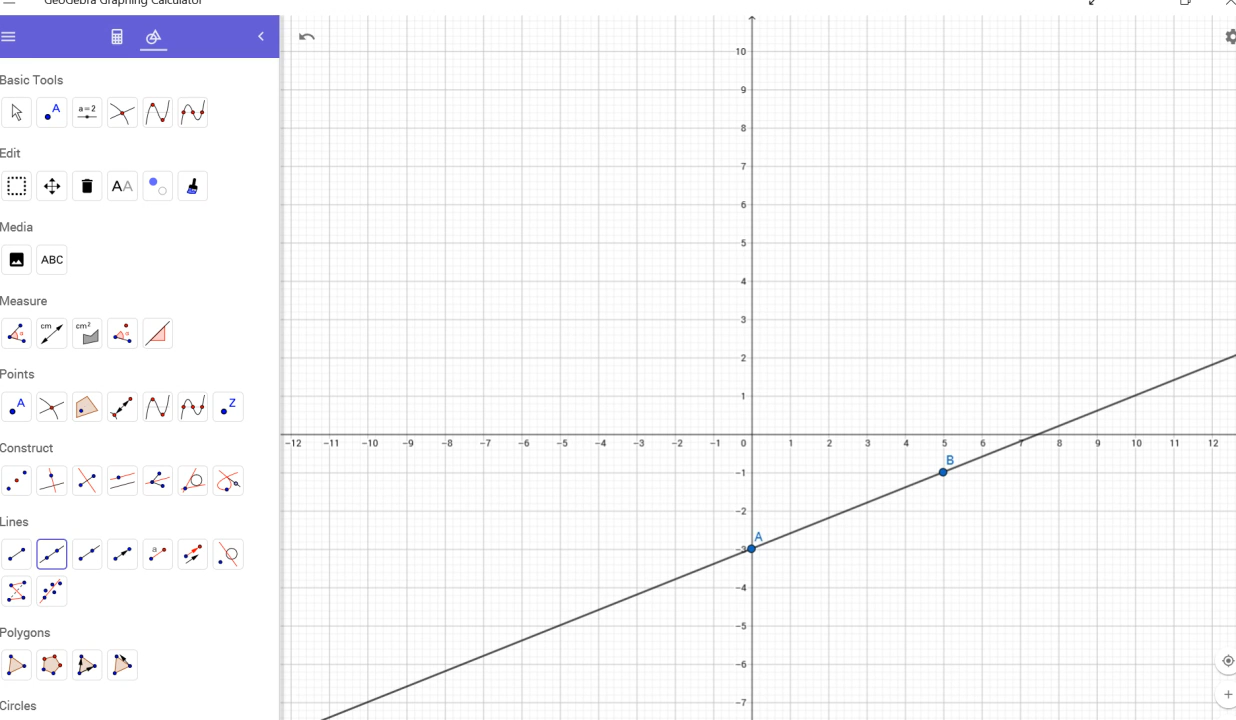 GeoGebra Graphing Calculator
Basic Tools
A
a=2
Edit
AA
Media
ABC
Measure
α
cm
cm²
α
Points
A
Z
Construct
Lines
a
Polygons
Circles
10
9
8
7
6
5
4
3
2
1
−12 −11 −10 −9 −8 −7 −6 −5 −4 −3 −2 −1 0 1 2 3 4 5 6 7 8 9 10 11 12
B
−1
−2
A
−3
−4
−5
−6
−7